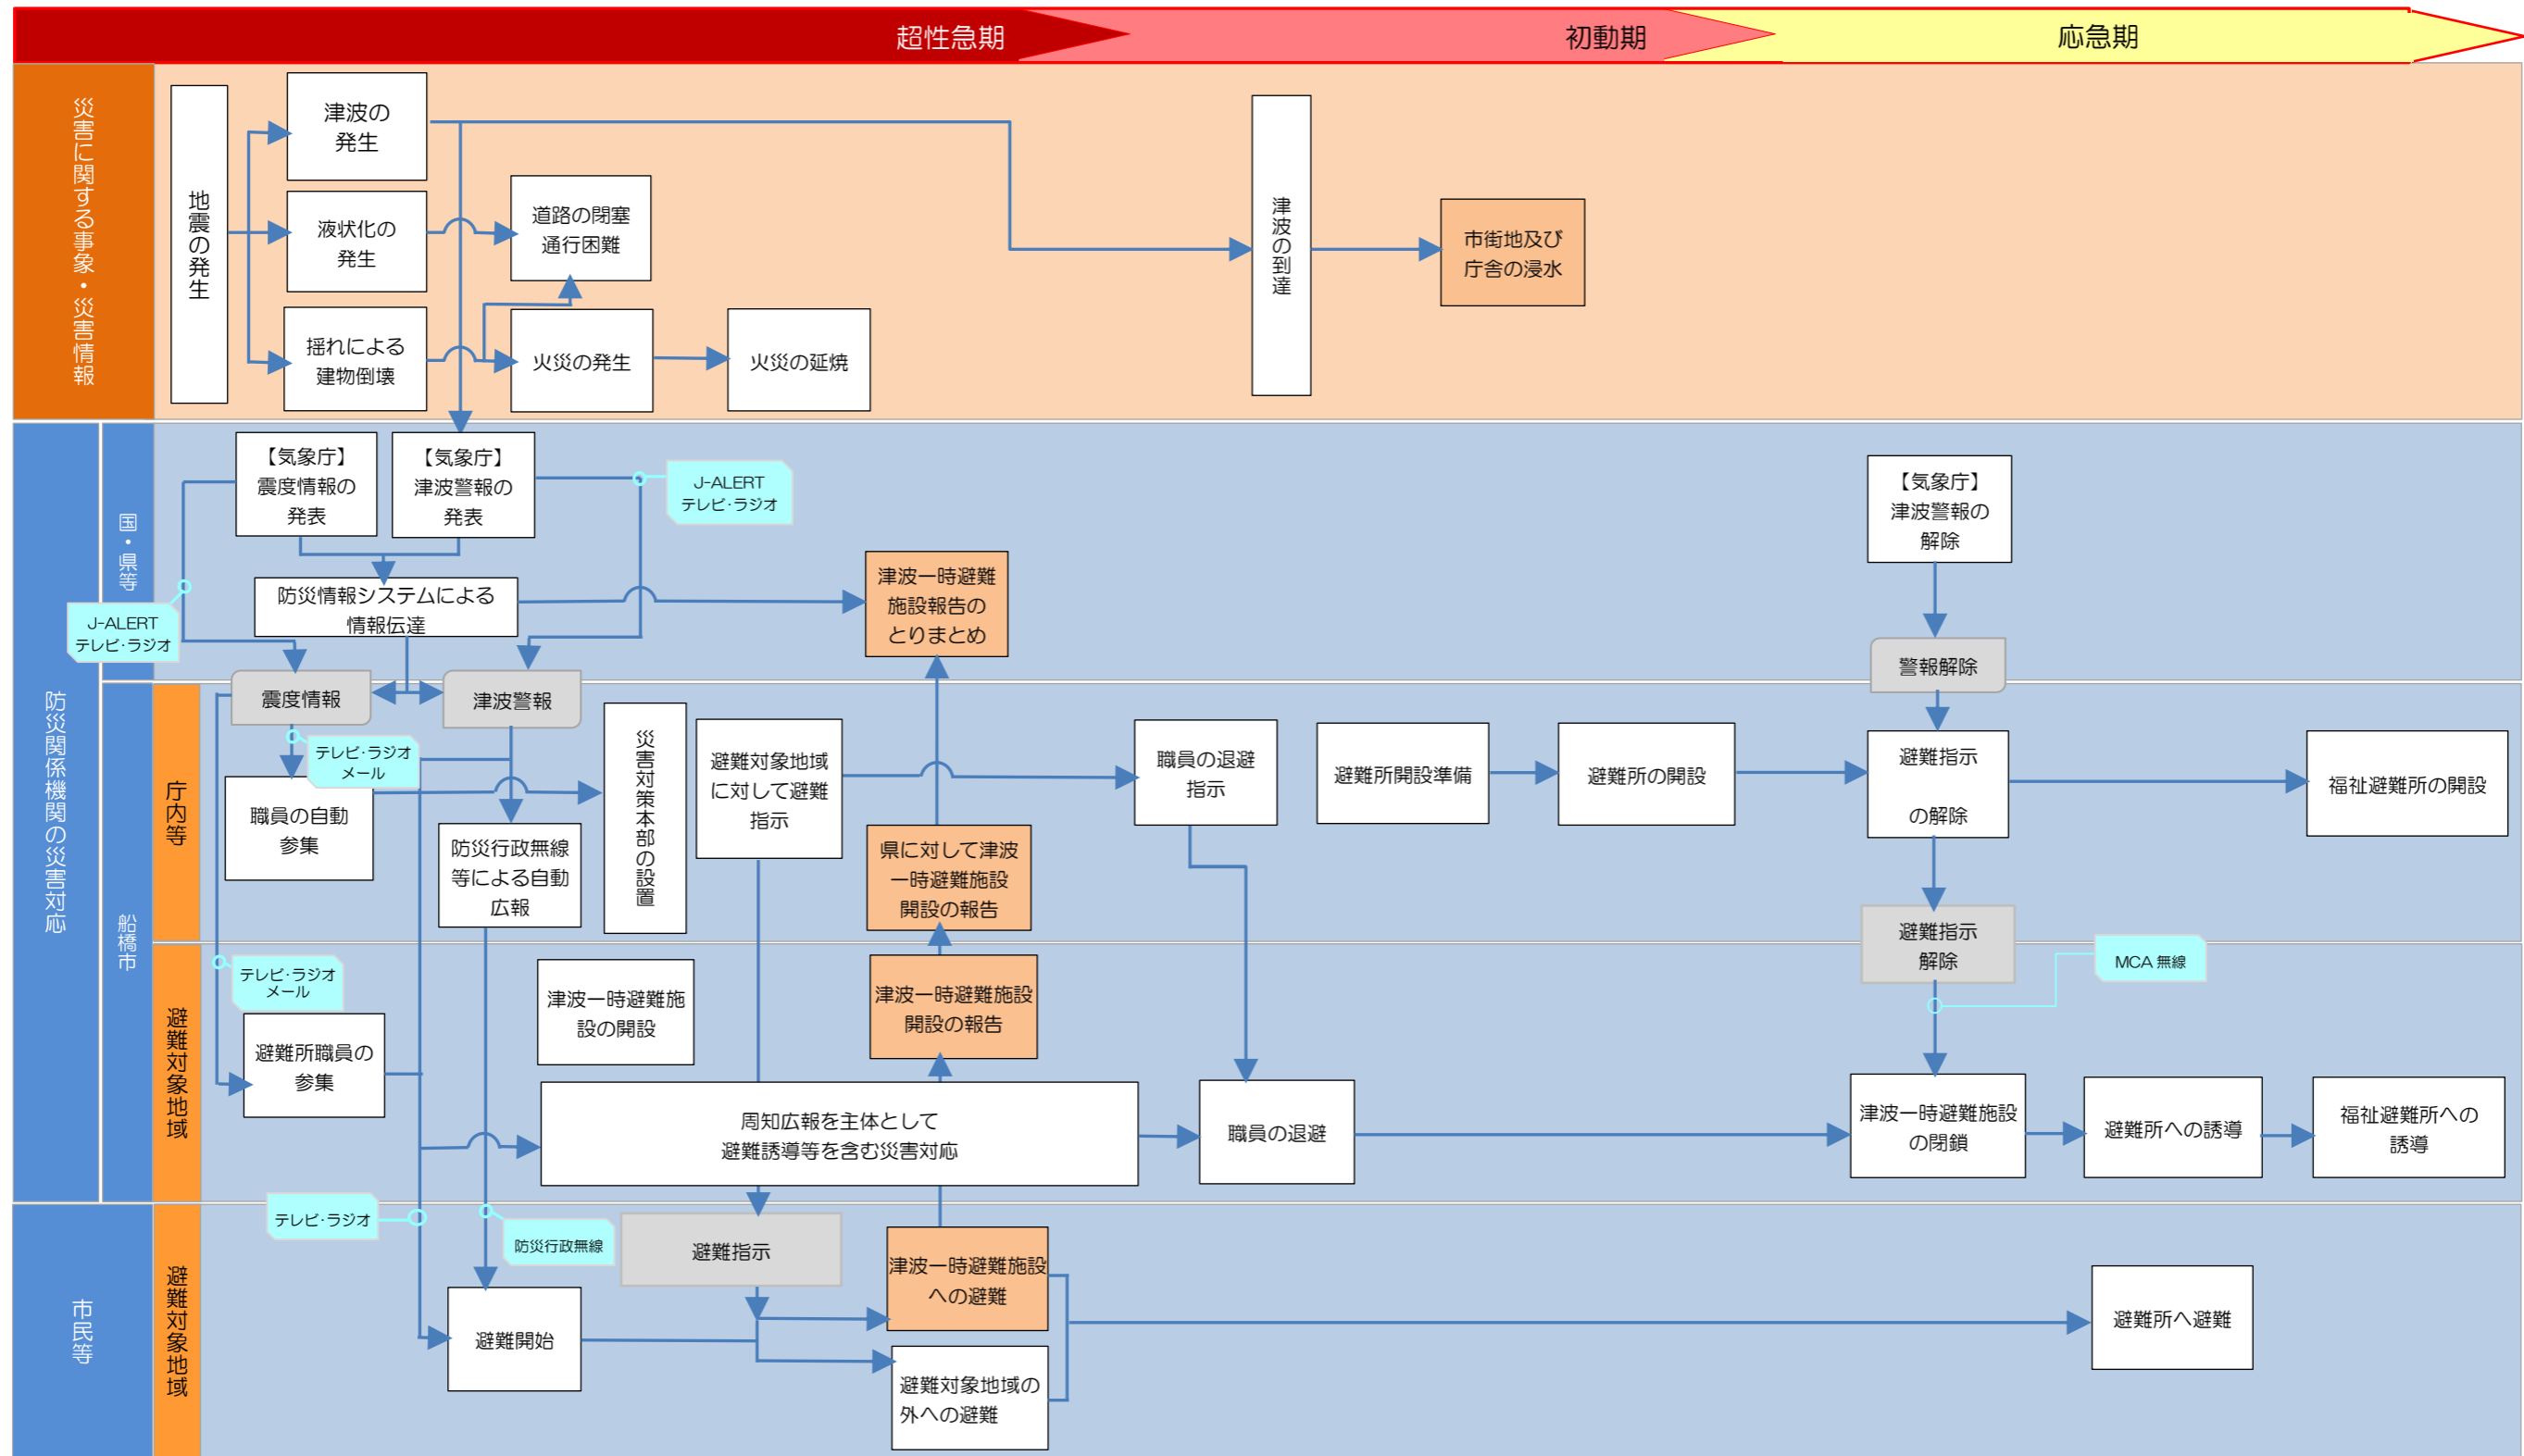 超性急期
初動期
応急期
災害に関する事象・災害情報
地震の発生
津波の
発生
液状化の
発生
揺れによる
建物倒壊
道路の閉塞
通行困難
火災の発生
火災の延焼
津波の到達
市街地及び
庁舎の浸水
防災関係機関の災害対応
国・県等
【気象庁】
震度情報の
発表
【気象庁】
津波警報の
発表
J-ALERT
テレビ・ラジオ
防災情報システムによる
情報伝達
J-ALERT
テレビ・ラジオ
津波一時避難
施設報告の
とりまとめ
【気象庁】
津波警報の
解除
警報解除
震度情報
津波警報
船橋市
庁内等
テレビ・ラジオ
メール
職員の自動
参集
防災行政無線
等による自動
広報
災害対策本部の設置
避難対象地域
に対して避難
指示
県に対して津波
一時避難施設
開設の報告
職員の退避
指示
避難所開設準備
避難所の開設
避難指示
の解除
福祉避難所の開設
避難指示
解除
MCA 無線
避難対象地域
テレビ・ラジオ
メール
避難所職員の
参集
津波一時避難施
設の開設
津波一時避難施設
開設の報告
周知広報を主体として
避難誘導等を含む災害対応
職員の退避
津波一時避難施設
の閉鎖
避難所への誘導
福祉避難所への
誘導
市民等
避難対象地域
テレビ・ラジオ
防災行政無線
避難指示
避難開始
津波一時避難施設
への避難
避難対象地域の
外への避難
避難所へ避難